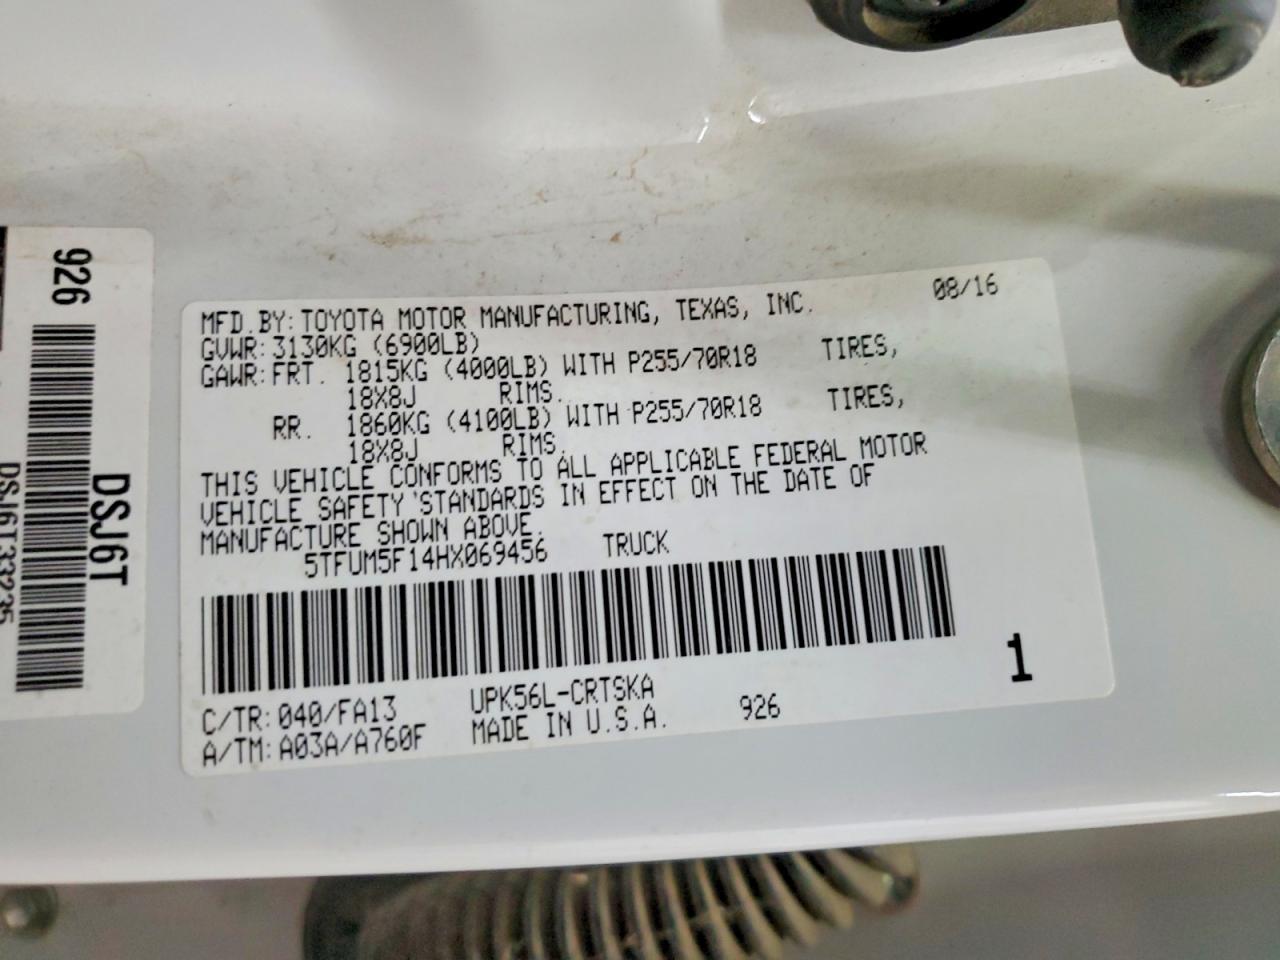 MFD.BY: TOYOTA MOTOR MANUFACTURING, TEXAS, INC. 08/16
GVWR: 3130KG (6900LB)
GAWR: FRT. 1815KG (4000LB) WITH P255/70R18 TIRES,
18X8J RIMS.
RR. 1860KG (4100LB) WITH P255/70R18 TIRES,
18X8J RIMS.
THIS VEHICLE CONFORMS TO ALL APPLICABLE FEDERAL MOTOR
VEHICLE SAFETY STANDARDS IN EFFECT ON THE DATE OF
MANUFACTURE SHOWN ABOVE.
5TFUM5F14HX069456 TRUCK
1
C/TR: 040/FA13 UPK56L-CRTSKA
A/TM: A03A/A760F MADE IN U.S.A. 926
926
DSJ6T